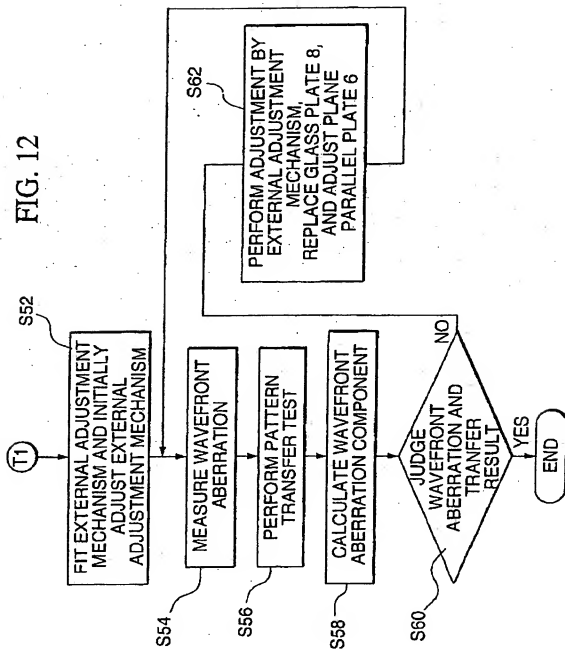 FIG. 12
T1
S52
FIT EXTERNAL ADJUSTMENT
MECHANISM AND INITIALLY
ADJUST EXTERNAL
ADJUSTMENT MECHANISM
S54
MEASURE WAVEFRONT
ABERRATION
S56
PERFORM PATTERN
TRANSFER TEST
S58
CALCULATE WAVEFRONT
ABERRATION COMPONENT
S60
JUDGE
WAVEFRONT
ABERRATION AND
TRANFER
RESULT
NO
YES
END
S62
PERFORM ADJUSTMENT BY
EXTERNAL ADJUSTMENT
MECHANISM,
REPLACE GLASS PLATE 8,
AND ADJUST PLANE
PARALLEL PLATE 6